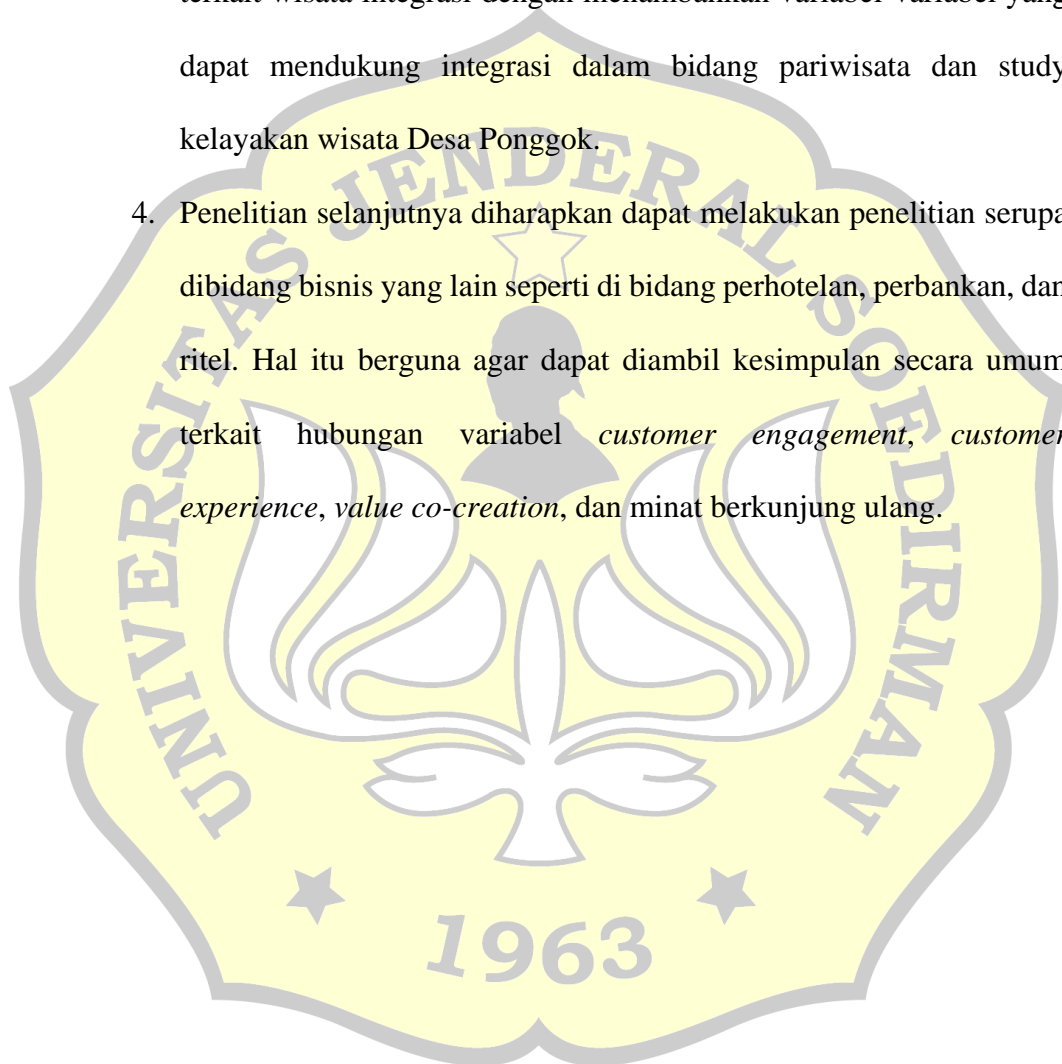 terkait wisata integrasi dengan menambahkan variabel-variabel yang
dapat mendukung integrasi dalam bidang pariwisata dan study
kelayakan wisata Desa Ponggok.
4. Penelitian selanjutnya diharapkan dapat melakukan penelitian serupa
dibidang bisnis yang lain seperti di bidang perhotelan, perbankan, dan
ritel. Hal itu berguna agar dapat diambil kesimpulan secara umum
terkait hubungan variabel customer engagement, customer
experience, value co-creation, dan minat berkunjung ulang.
UNIVERSITAS JENDERAL SOEDIRMAN
1963